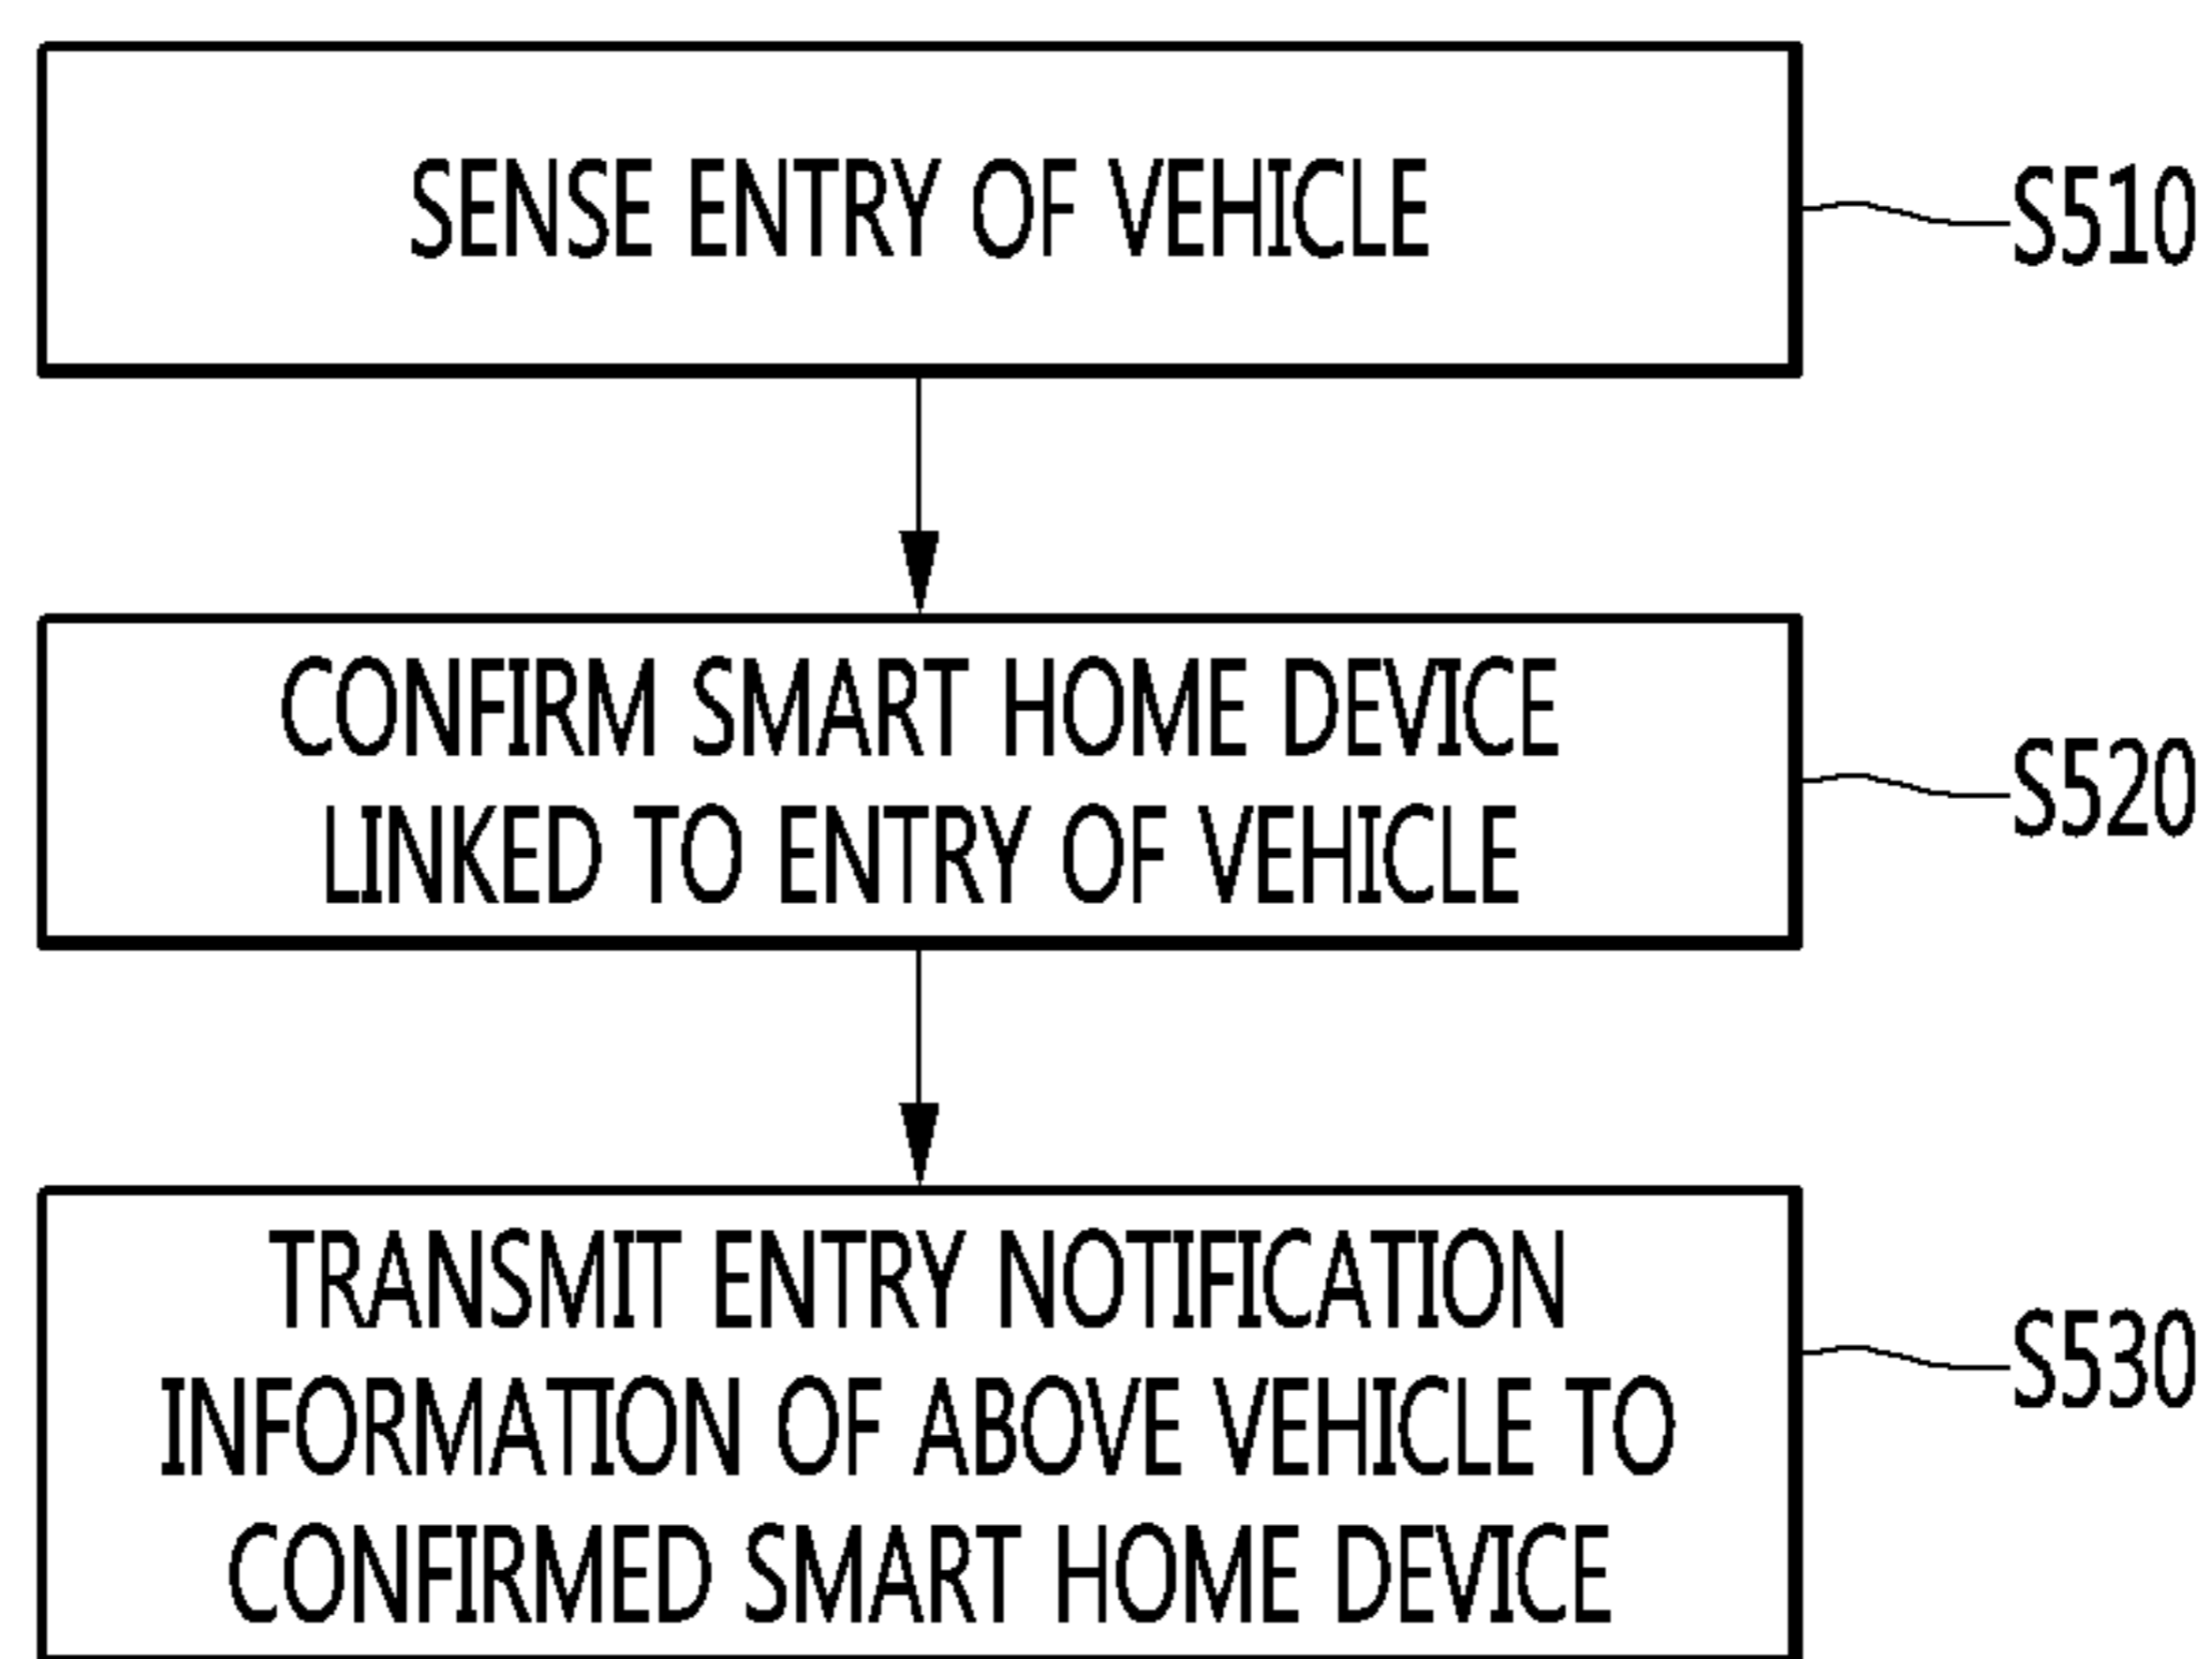 SENSE ENTRY OF VEHICLE
S510
CONFIRM SMART HOME DEVICE
LINKED TO ENTRY OF VEHICLE
S520
TRANSMIT ENTRY NOTIFICATION
INFORMATION OF ABOVE VEHICLE TO
CONFIRMED SMART HOME DEVICE
S530